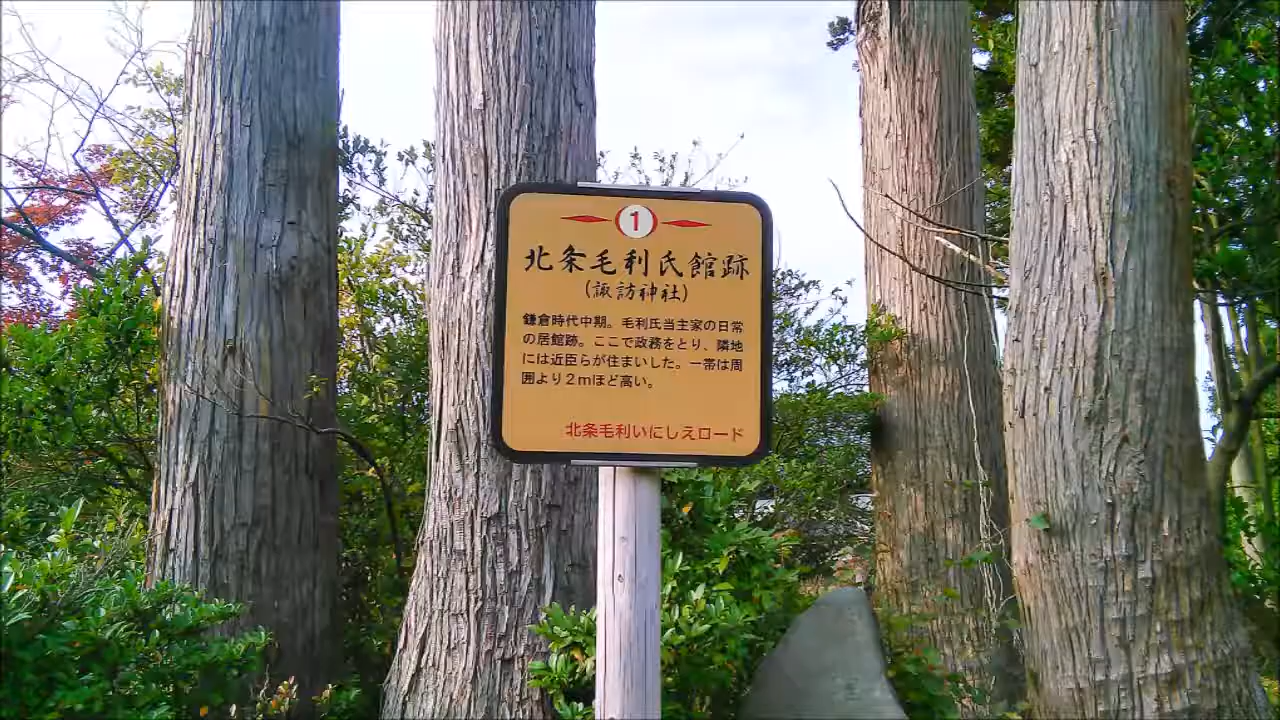 1
北条毛利氏館跡
(諏訪神社)
鎌倉時代中期。毛利氏当主家の日常
の居館跡。ここで政務をとり、隣地
には近臣らが住まいした。一帯は周
囲より2mほど高い。
北条毛利いにしえロード